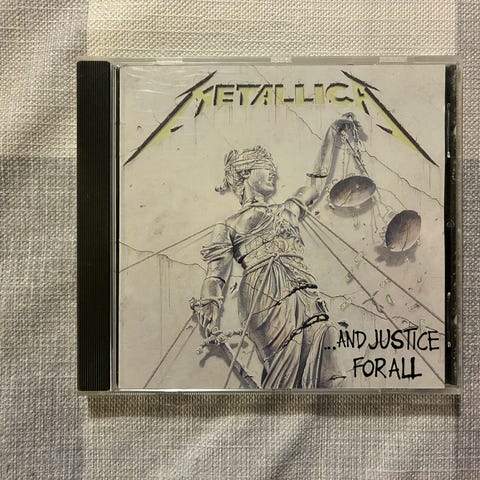 METALLICA
...AND JUSTICE
FOR ALL